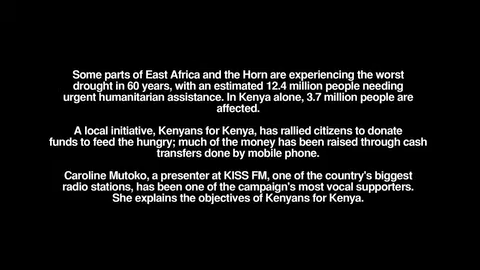 Some parts of East Africa and the Horn are experiencing the worst
drought in 60 years, with an estimated 12.4 million people needing
urgent humanitarian assistance. In Kenya alone, 3.7 million people are
affected.
A local initiative, Kenyans for Kenya, has rallied citizens to donate
funds to feed the hungry; much of the money has been raised through cash
transfers done by mobile phone.
Caroline Mutoko, a presenter at KISS FM, one of the country's biggest
radio stations, has been one of the campaign's most vocal supporters.
She explains the objectives of Kenyans for Kenya.